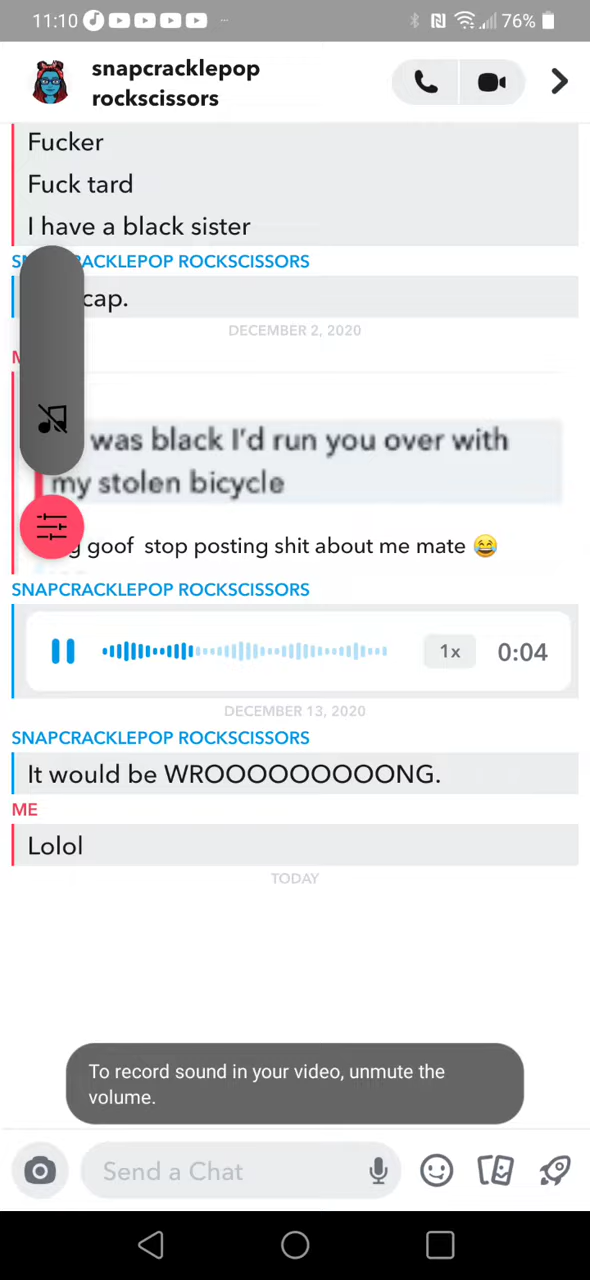 11:10
76%
snapcracklepop
rockscissors
Fucker
Fuck tard
I have a black sister
ACKLEPOP ROCKSCISSORS
cap.
DECEMBER 2, 2020
was black I'd run you over with
my stolen bicycle
goof stop posting shit about me mate 😂
SNAPCRACKLEPOP ROCKSCISSORS
1x 0:04
DECEMBER 13, 2020
SNAPCRACKLEPOP ROCKSCISSORS
It would be WROOOOOOOOONG.
ME
Lolol
TODAY
To record sound in your video, unmute the
volume.
Send a Chat